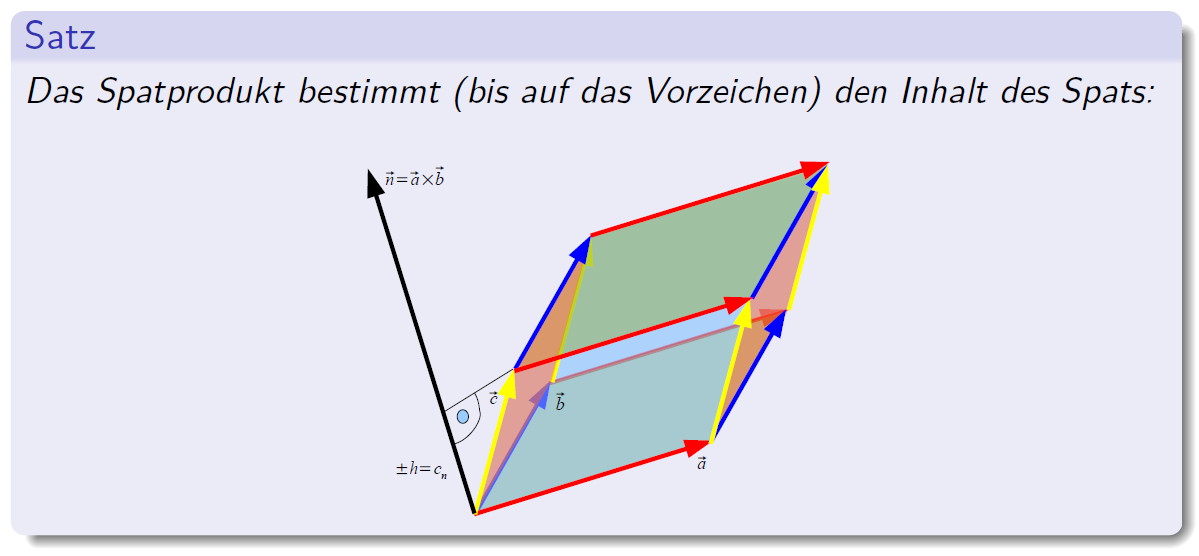 Satz
Das Spatprodukt bestimmt (bis auf das Vorzeichen) den Inhalt des Spats:
n⃗=a⃗×b⃗
c⃗
b⃗
±h=cₙ
a⃗